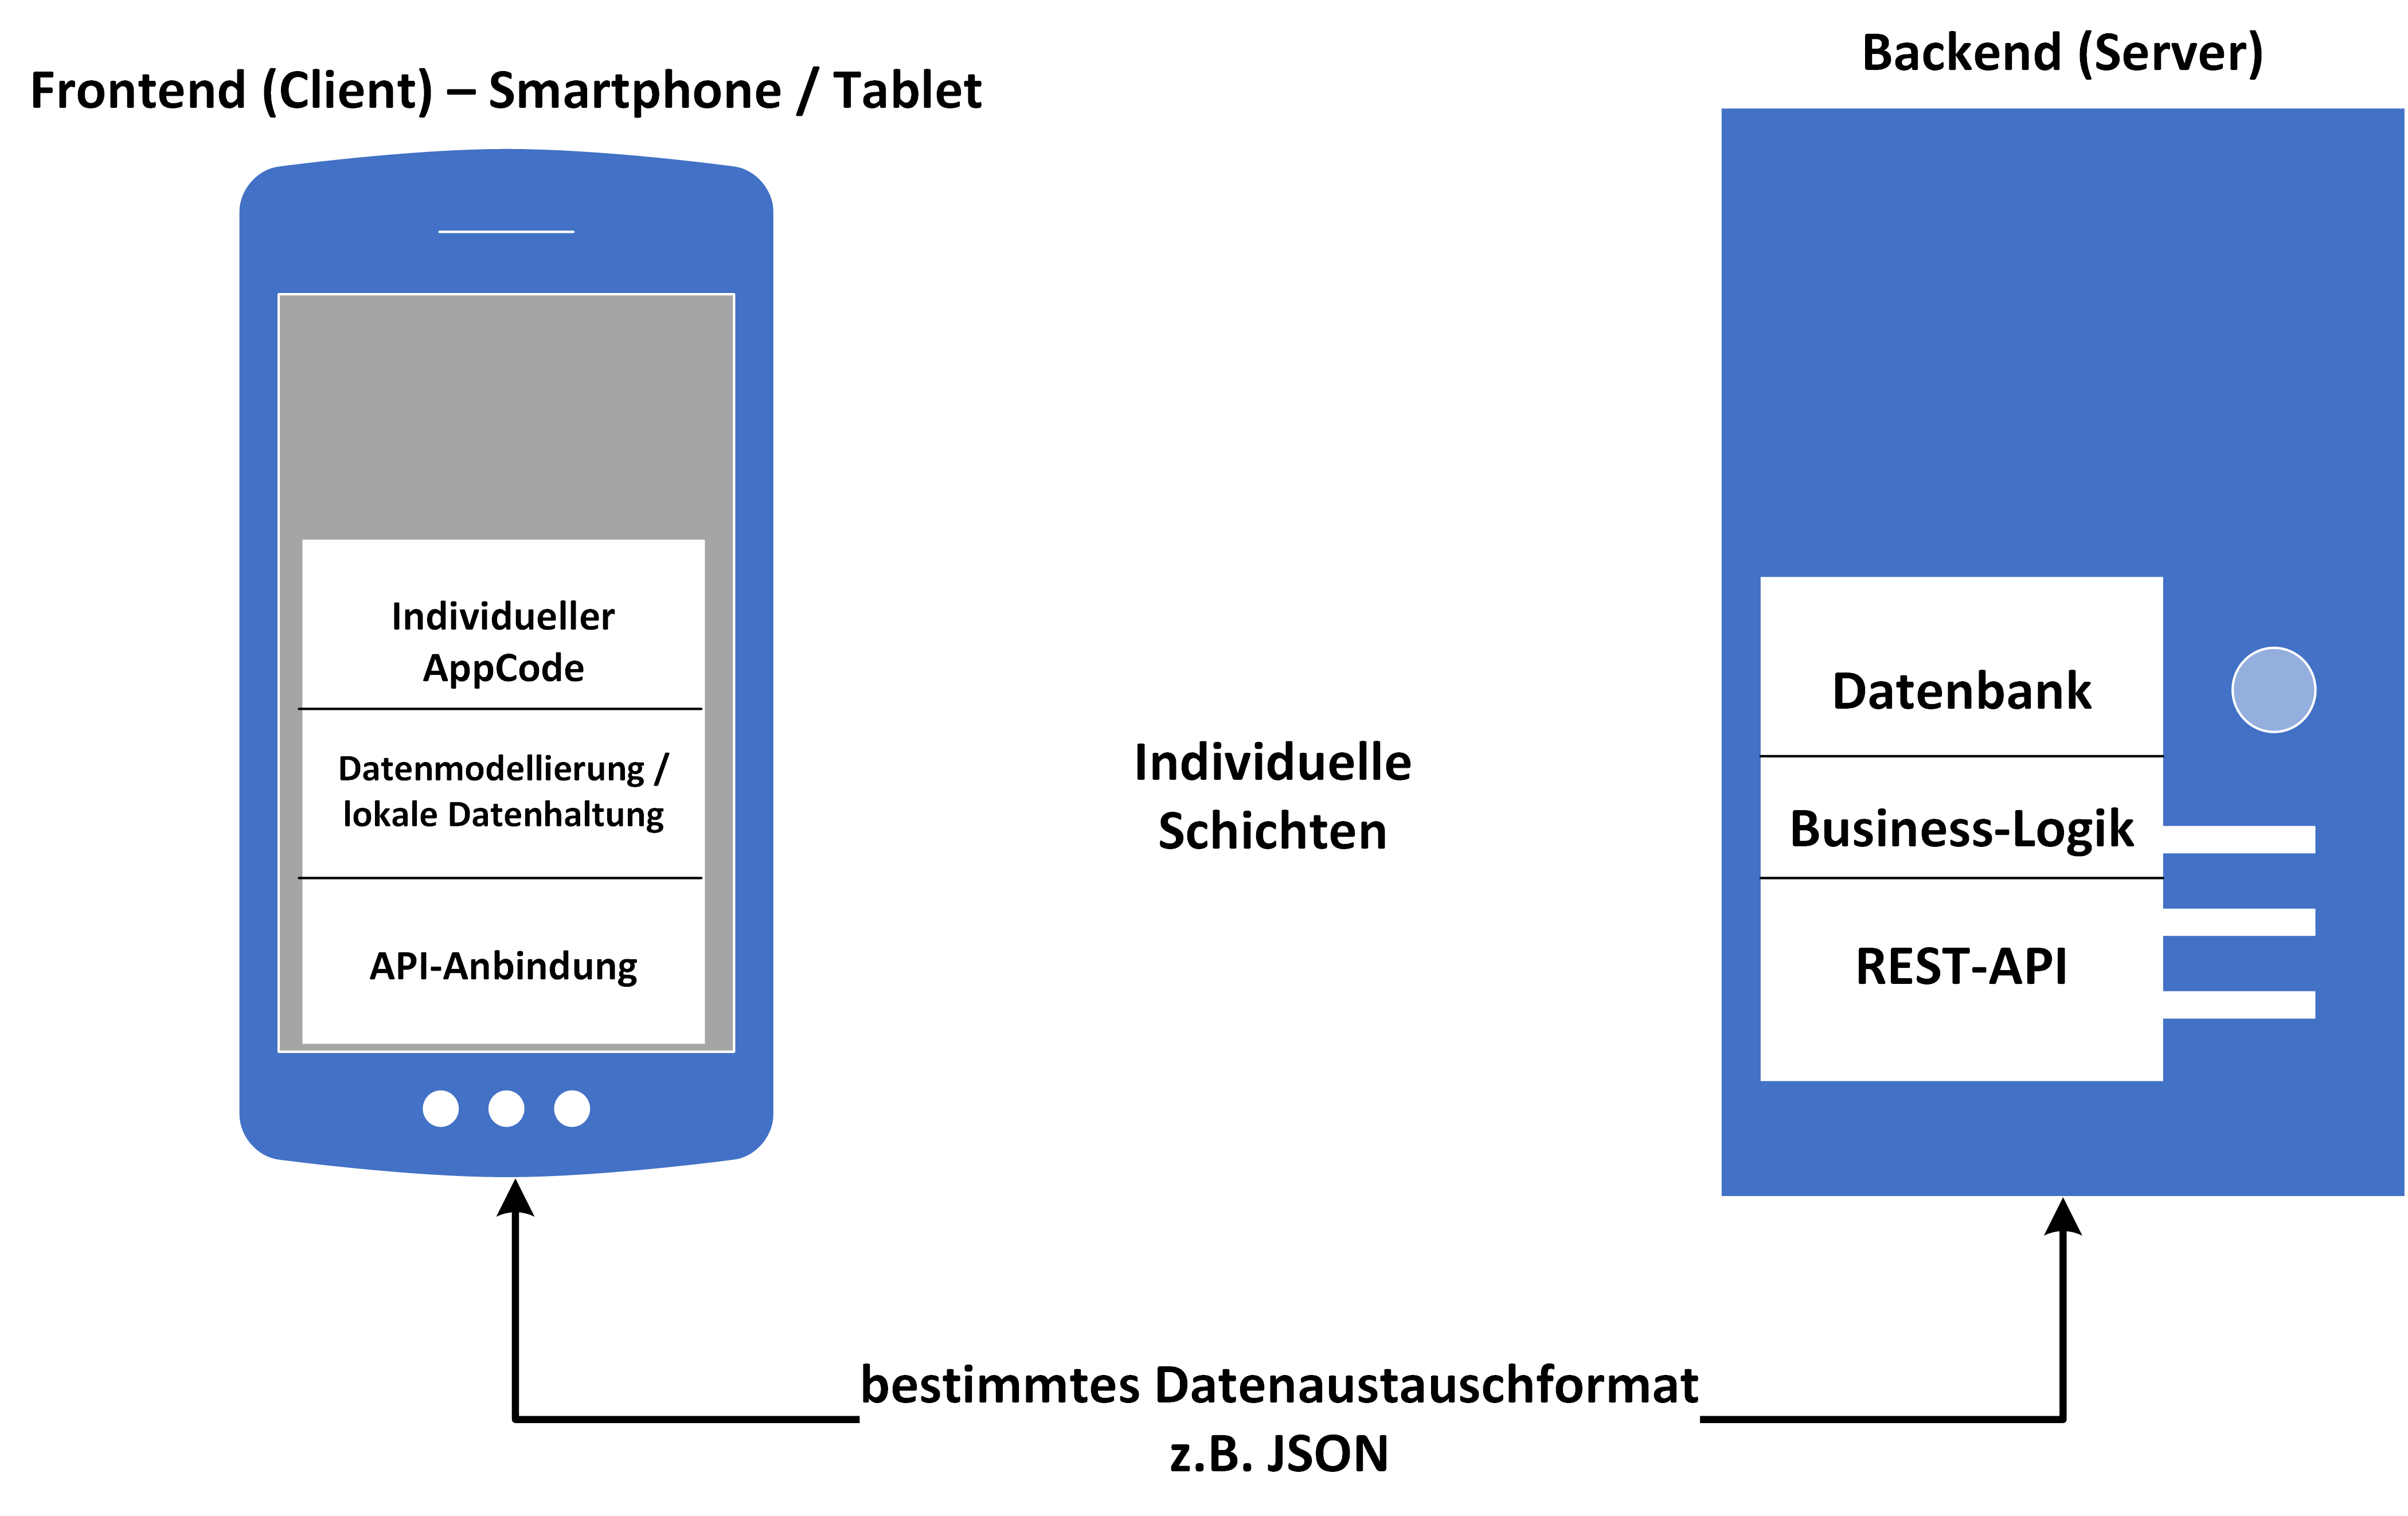 Frontend (Client) – Smartphone / Tablet
Backend (Server)
Individueller
AppCode
Datenmodellierung /
lokale Datenhaltung
API-Anbindung
Individuelle
Schichten
Datenbank
Business-Logik
REST-API
bestimmtes Datenaustauschformat
z.B. JSON